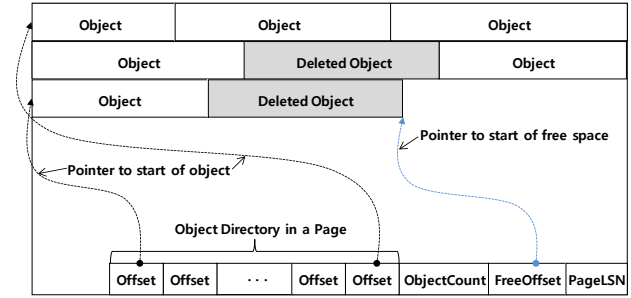 Object Object Object
Object Deleted Object Object
Object Deleted Object
Pointer to start of free space
Pointer to start of object
Object Directory in a Page
Offset Offset ··· Offset Offset ObjectCount FreeOffset PageLSN